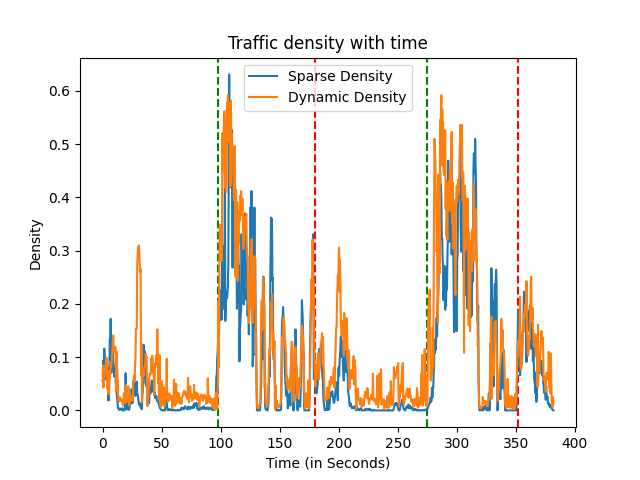 Traffic density with time
Sparse Density
Dynamic Density
0.6
0.5
0.4
0.3
0.2
0.1
0.0
Density
0 50 100 150 200 250 300 350 400
Time (in Seconds)